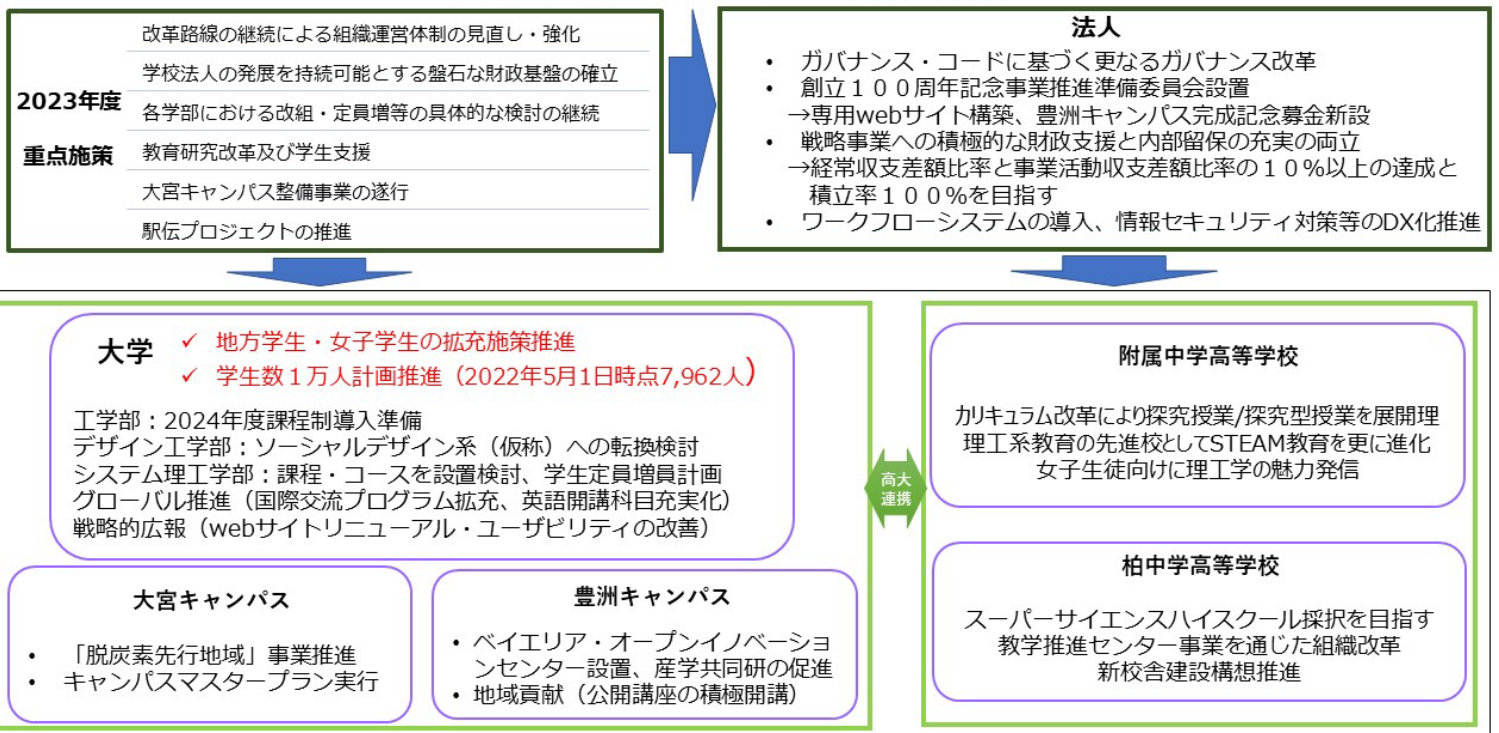 2023年度
重点施策
改革路線の継続による組織運営体制の見直し・強化
学校法人の発展を持続可能とする盤石な財政基盤の確立
各学部における改組・定員増等の具体的な検討の継続
教育研究改革及び学生支援
大宮キャンパス整備事業の遂行
駅伝プロジェクトの推進
法人
• ガバナンス・コードに基づく更なるガバナンス改革
• 創立１００周年記念事業推進準備委員会設置
→専用webサイト構築、豊洲キャンパス完成記念募金新設
• 戦略事業への積極的な財政支援と内部留保の充実の両立
→経常収支差額比率と事業活動収支差額比率の１０％以上の達成と
積立率１００％を目指す
• ワークフローシステムの導入、情報セキュリティ対策等のDX化推進
大学
✓ 地方学生・女子学生の拡充施策推進
✓ 学生数１万人計画推進（2022年5月1日時点7,962人）
工学部：2024年度課程制導入準備
デザイン工学部：ソーシャルデザイン系（仮称）への転換検討
システム理工学部：課程・コースを設置検討、学生定員増員計画
グローバル推進（国際交流プログラム拡充、英語開講科目充実化）
戦略的広報（webサイトリニューアル・ユーザビリティの改善）
大宮キャンパス
• 「脱炭素先行地域」事業推進
• キャンパスマスタープラン実行
豊洲キャンパス
• ベイエリア・オープンイノベーショ
ンセンター設置、産学共同研の促進
• 地域貢献（公開講座の積極開講）
高大
連携
附属中学高等学校
カリキュラム改革により探究授業/探究型授業を展開理
理工系教育の先進校としてSTEAM教育を更に進化
女子生徒向けに理工学の魅力発信
柏中学高等学校
スーパーサイエンスハイスクール採択を目指す
教学推進センター事業を通じた組織改革
新校舎建設構想推進